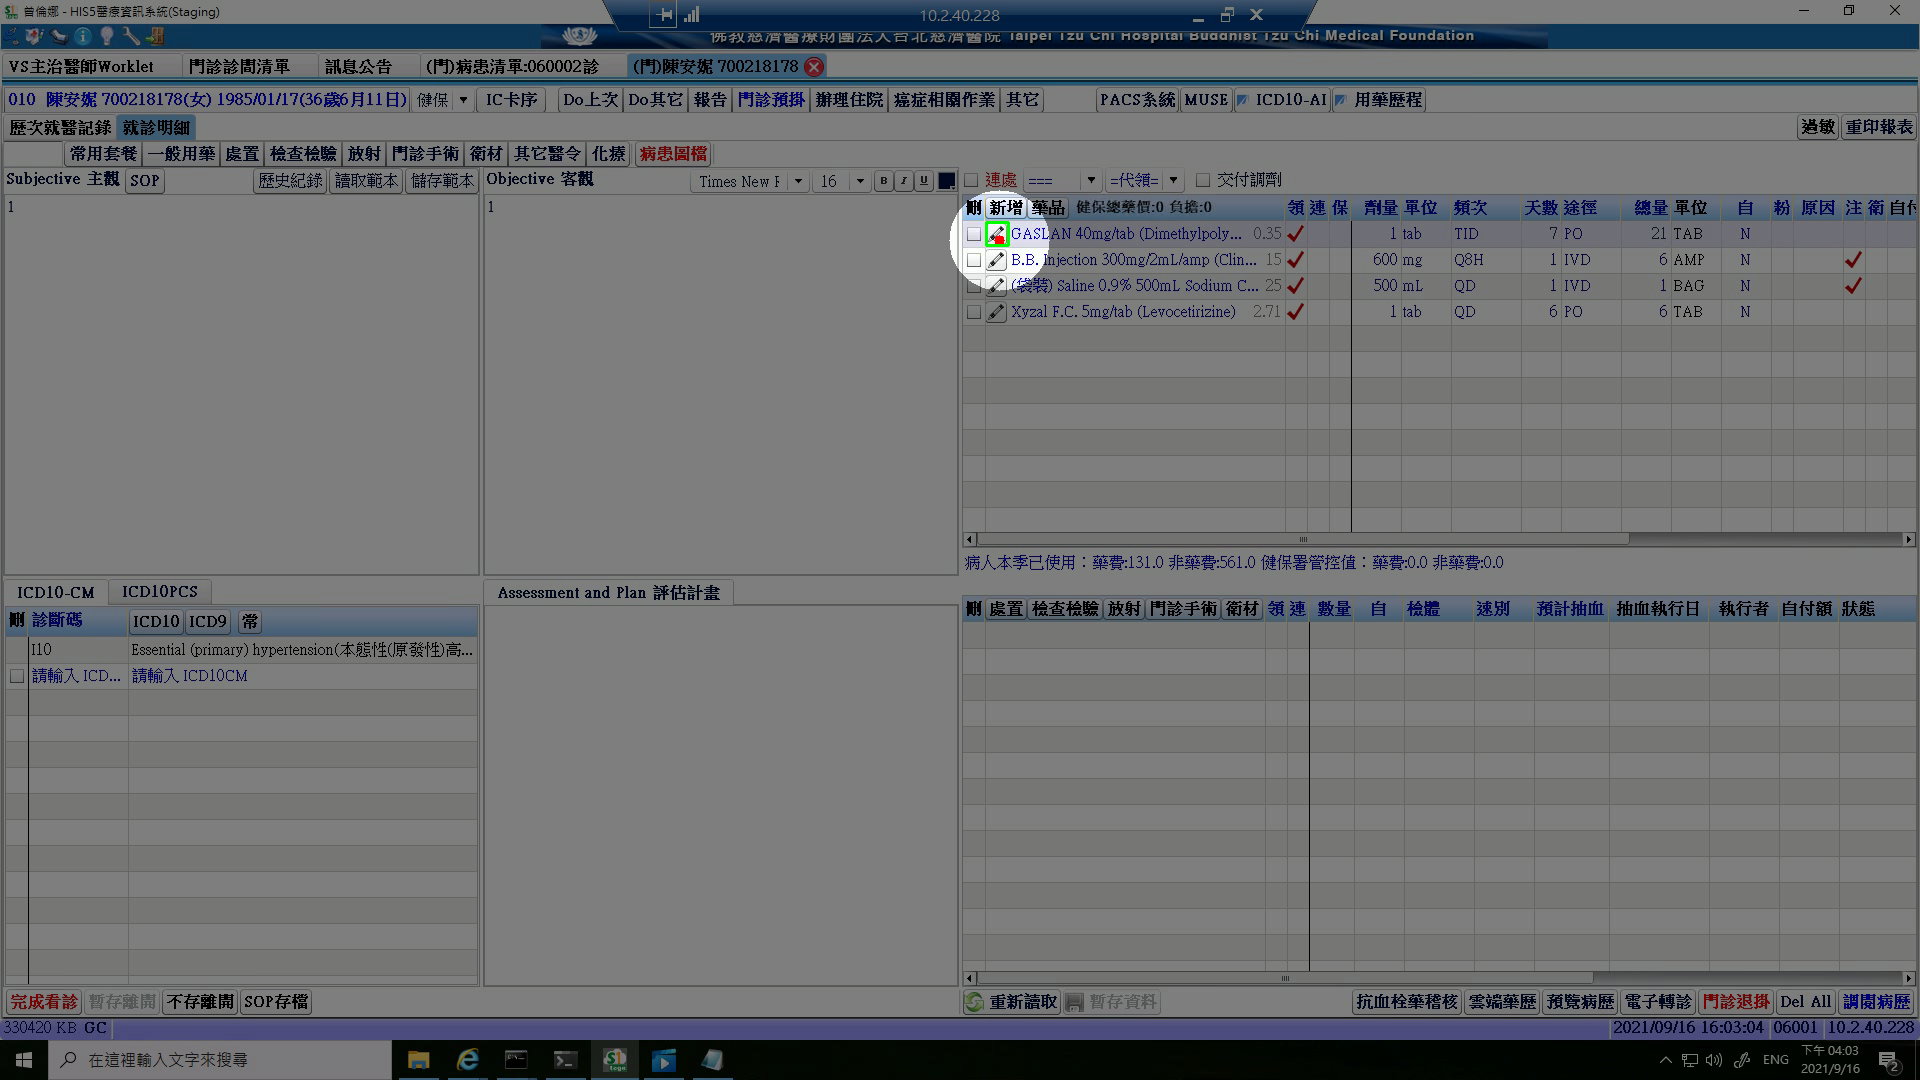 曾倫娜 - HIS5醫療資訊系統(Staging)
10.2.40.228
佛教慈濟醫療財團法人台北慈濟醫院 Taipei Tzu Chi Hospital Buddhist Tzu Chi Medical Foundation
VS主治醫師Worklet 門診診間清單 訊息公告 (門)病患清單:060002診 (門)陳安妮 700218178
010 陳安妮 700218178(女) 1985/01/17(36歲6月11日) 健保 IC卡序 Do上次 Do其它 報告 門診預掛 辦理住院 癌症相關作業 其它 PACS系統 MUSE ICD10-AI 用藥歷程
歷次就醫記錄 就診明細 過敏 重印報表
常用套餐 一般用藥 處置 檢查檢驗 放射 門診手術 衛材 其它醫令 化療 病患圖檔
Subjective 主觀 SOP 歷史紀錄 讀取範本 儲存範本 Objective 客觀 Times New F 16 B I U 連處 === =代領= 交付調劑
1 1
刪 新增 藥品 健保總藥價:0 負擔:0 領 連 保 劑量 單位 頻次 天數 途徑 總量 單位 自 粉 原因 注 衛 自付
GASLAN 40mg/tab (Dimethylpoly... 0.35 1 tab TID 7 PO 21 TAB N
B.B. Injection 300mg/2mL/amp (Clin... 15 600 mg Q8H 1 IVD 6 AMP N
(袋裝) Saline 0.9% 500mL Sodium C... 25 500 mL QD 1 IVD 1 BAG N
Xyzal F.C. 5mg/tab (Levocetirizine) 2.71 1 tab QD 6 PO 6 TAB N
病人本季已使用：藥費:131.0 非藥費:561.0 健保署管控值：藥費:0.0 非藥費:0.0
ICD10-CM ICD10PCS Assessment and Plan 評估計畫
刪 診斷碼 ICD10 ICD9 常
I10 Essential (primary) hypertension(本態性(原發性)高...
請輸入 ICD... 請輸入 ICD10CM
刪 處置 檢查檢驗 放射 門診手術 衛材 領 連 數量 自 檢體 速別 預計抽血 抽血執行日 執行者 自付額 狀態
完成看診 暫存離開 不存離開 SOP存檔 重新讀取 暫存資料 抗血栓藥稽核 雲端藥歷 預覽病歷 電子轉診 門診退掛 Del All 調閱病歷
330420 KB GC 2021/09/16 16:03:04 06001 10.2.40.228
在這裡輸入文字來搜尋 ENG 下午 04:03
2021/9/16 2